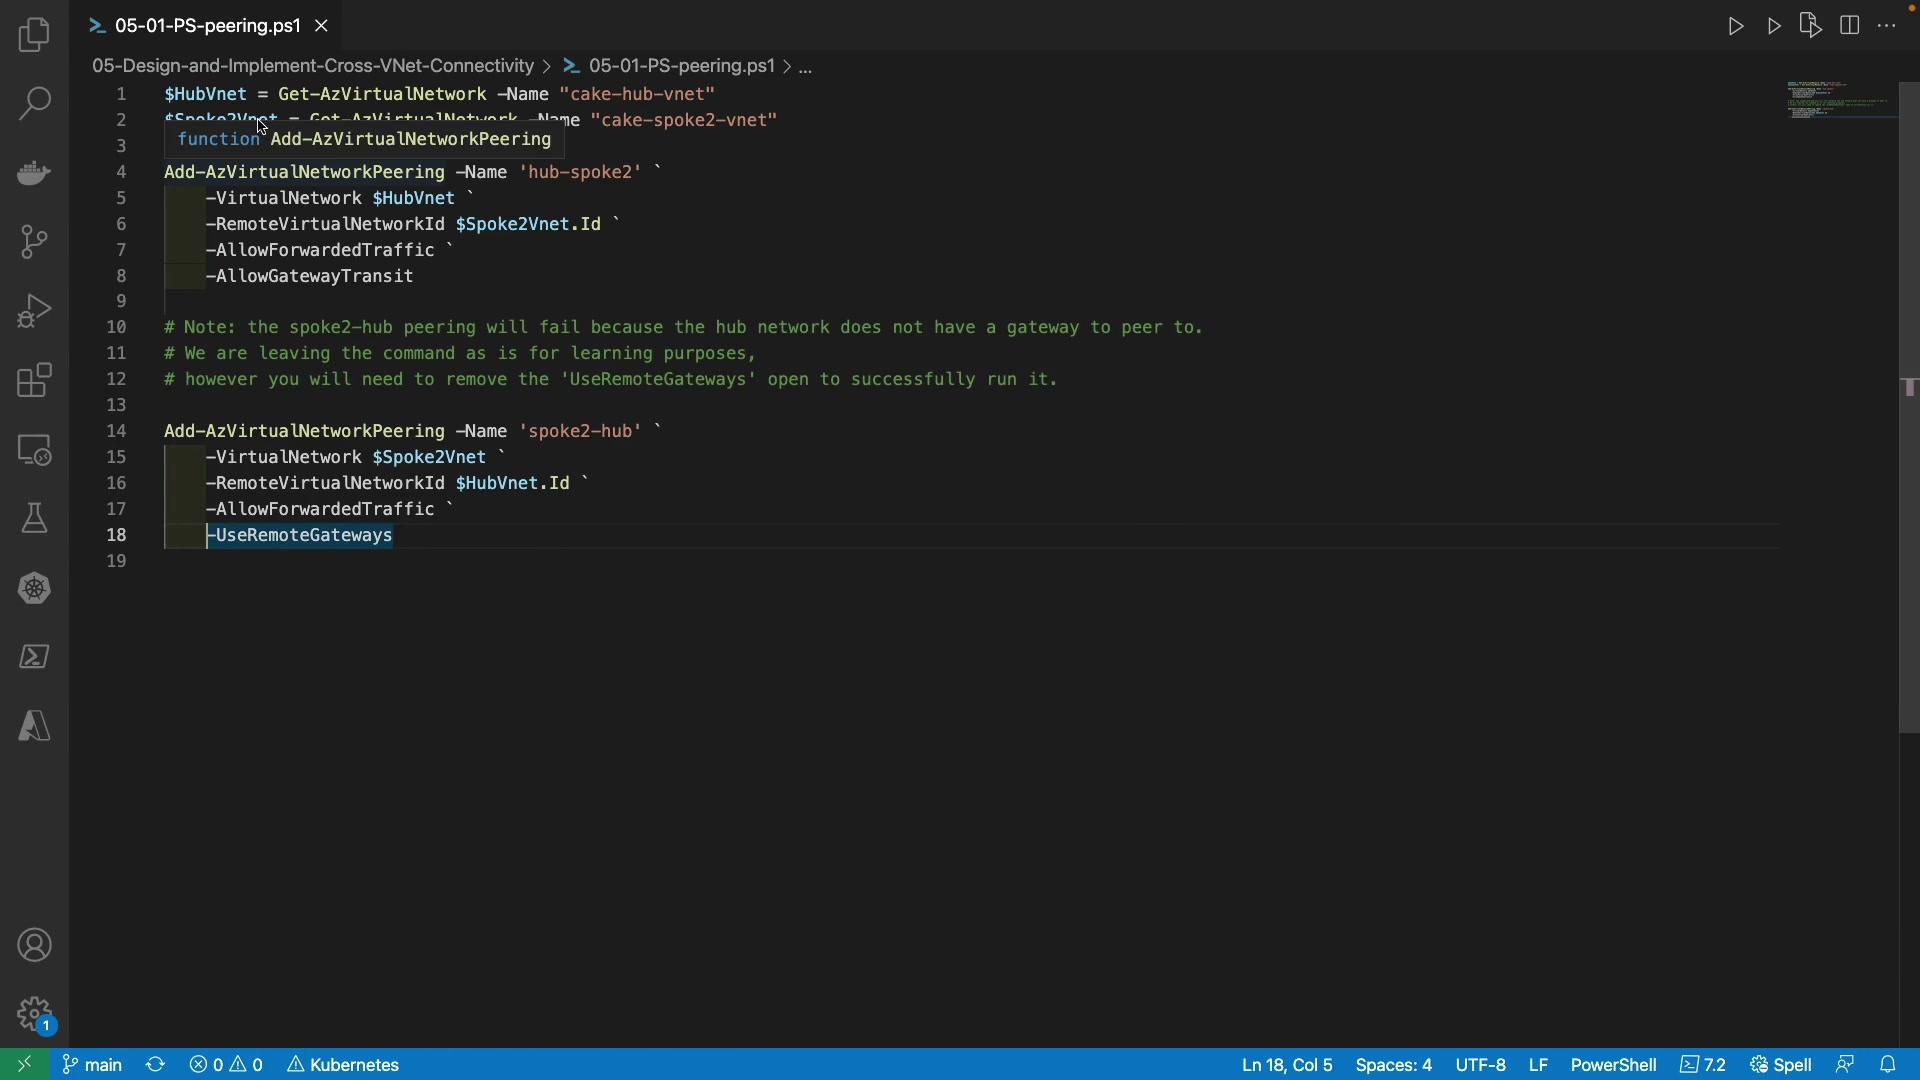 05-01-PS-peering.ps1
05-Design-and-Implement-Cross-VNet-Connectivity > 05-01-PS-peering.ps1 > ...
1 $HubVnet = Get-AzVirtualNetwork -Name "cake-hub-vnet"
2 $Spoke2Vnet = Get-AzVirtualNetwork -Name "cake-spoke2-vnet"
function Add-AzVirtualNetworkPeering
3
4 Add-AzVirtualNetworkPeering -Name 'hub-spoke2' `
5 -VirtualNetwork $HubVnet `
6 -RemoteVirtualNetworkId $Spoke2Vnet.Id `
7 -AllowForwardedTraffic `
8 -AllowGatewayTransit
9
10 # Note: the spoke2-hub peering will fail because the hub network does not have a gateway to peer to.
11 # We are leaving the command as is for learning purposes,
12 # however you will need to remove the 'UseRemoteGateways' open to successfully run it.
13
14 Add-AzVirtualNetworkPeering -Name 'spoke2-hub' `
15 -VirtualNetwork $Spoke2Vnet `
16 -RemoteVirtualNetworkId $HubVnet.Id `
17 -AllowForwardedTraffic `
18 -UseRemoteGateways
19
1
main 0 0 Kubernetes Ln 18, Col 5 Spaces: 4 UTF-8 LF PowerShell 7.2 Spell